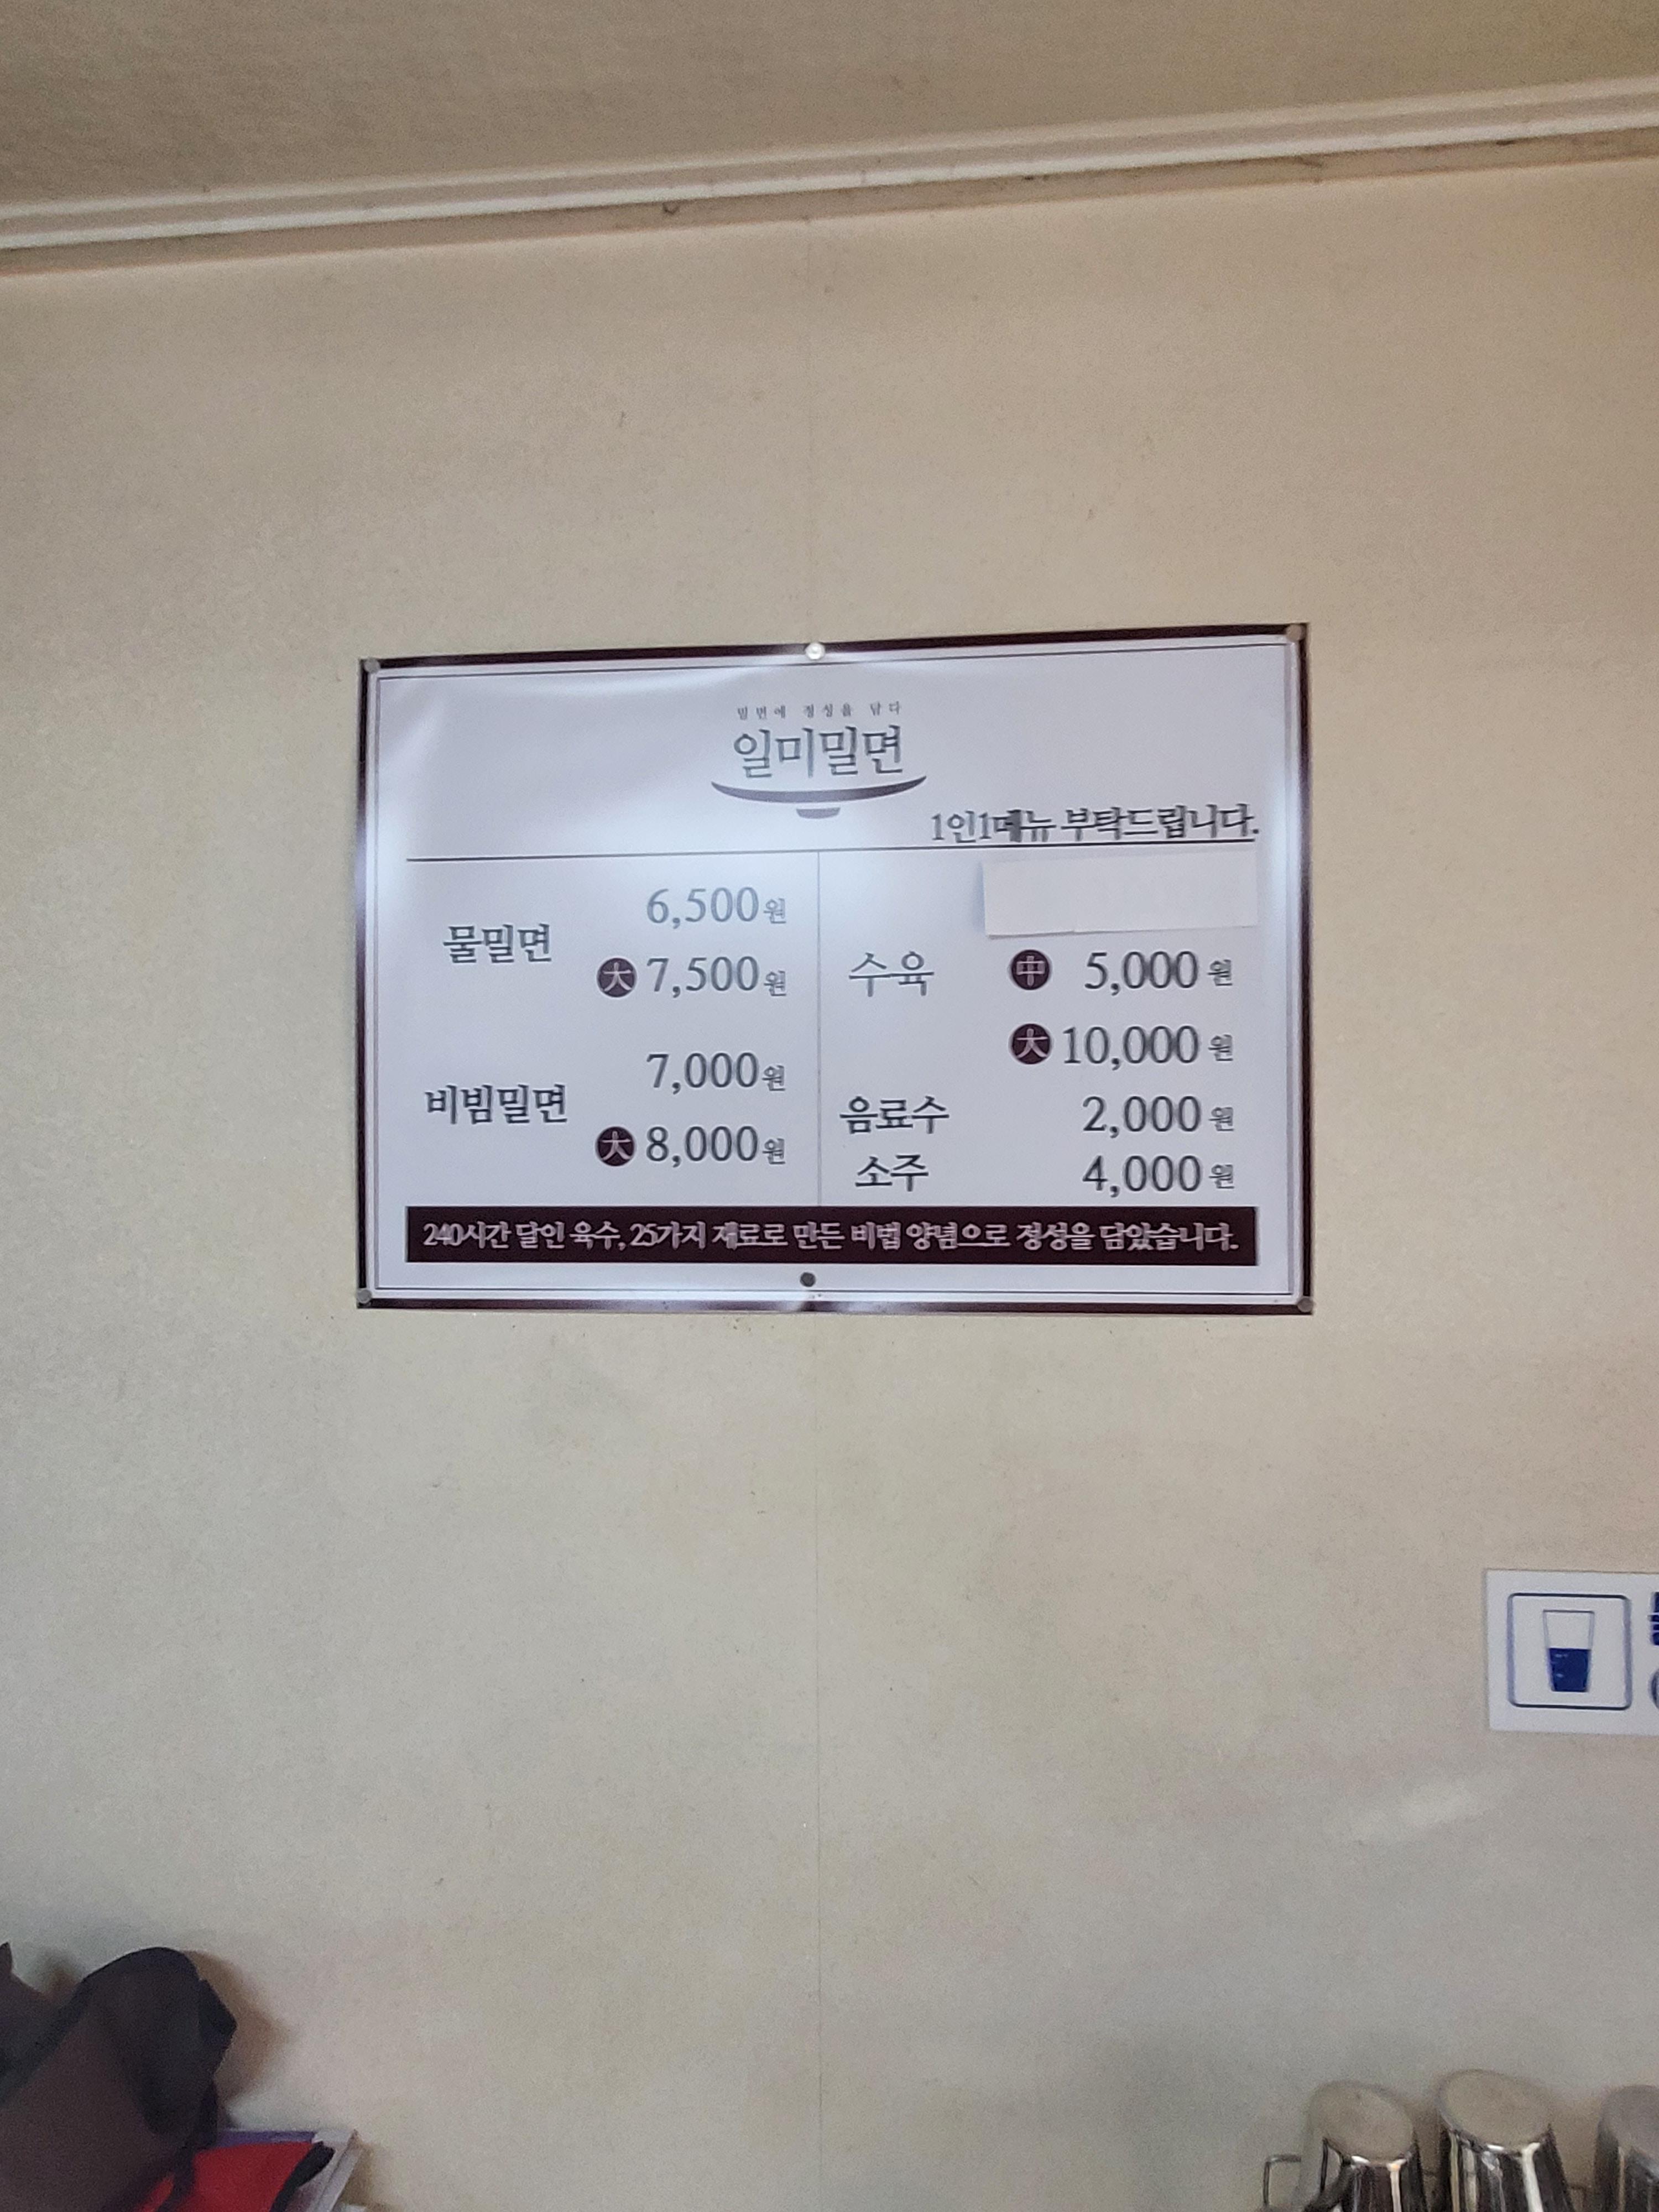 밀면에 정성을 담다
일미밀면
1인1메뉴 부탁드립니다.
물밀면
6,500원
大 7,500원
비빔밀면
7,000원
大 8,000원
수육
中 5,000원
大 10,000원
음료수 2,000원
소주 4,000원
240시간 달인 육수, 25가지 재료로 만든 비법 양념으로 정성을 담았습니다.